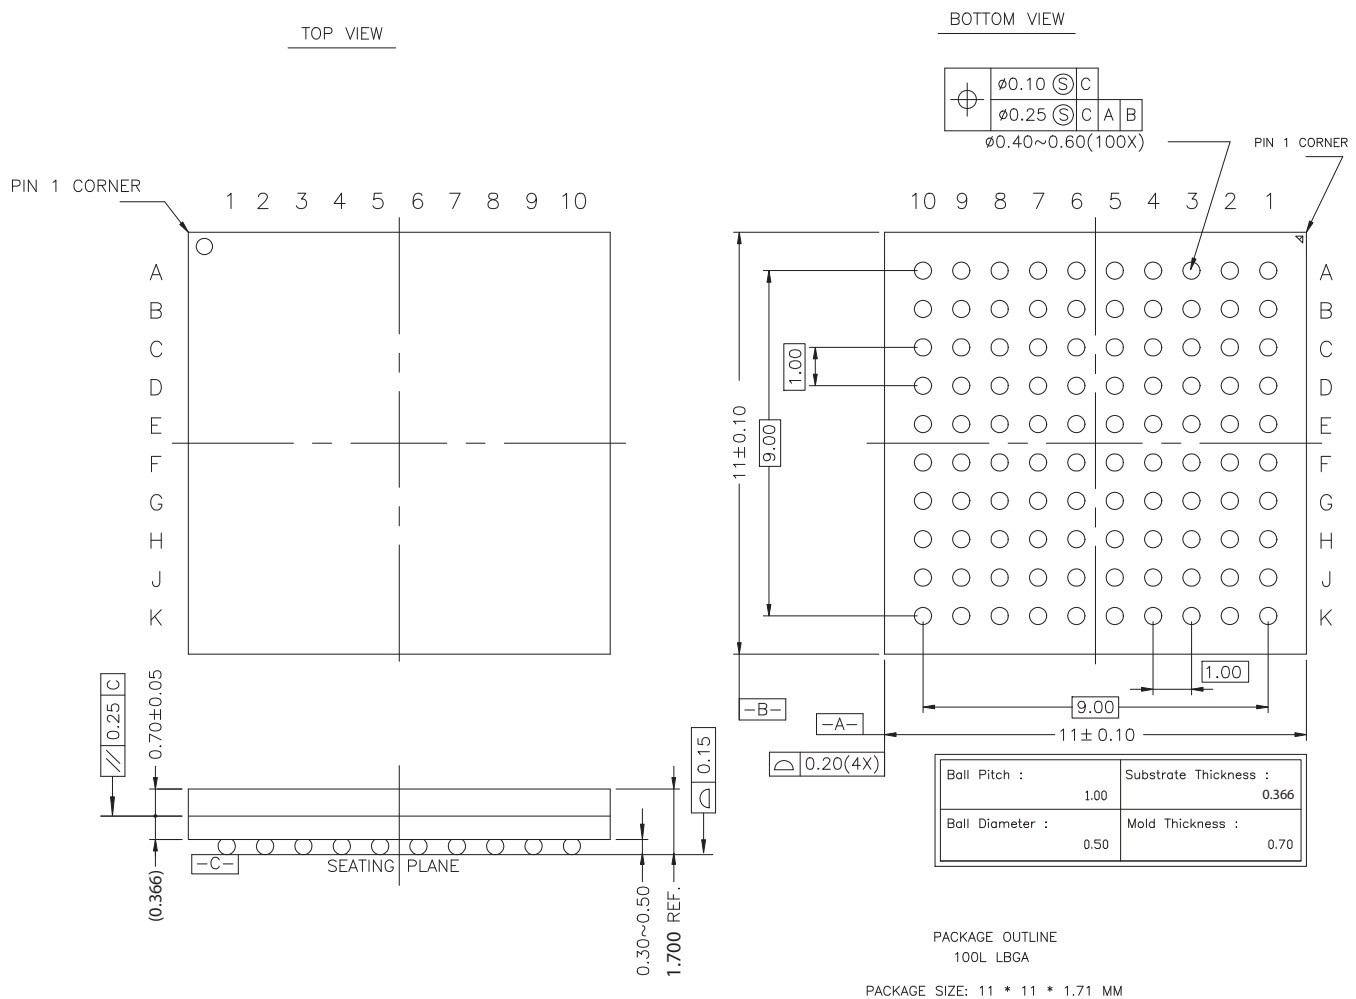 TOP VIEW
BOTTOM VIEW
⌀0.10 Ⓢ C
⌀0.25 Ⓢ C A B
⌀0.40~0.60(100X)
PIN 1 CORNER
PIN 1 CORNER
1 2 3 4 5 6 7 8 9 10
10 9 8 7 6 5 4 3 2 1
A
B
C
D
E
F
G
H
J
K
A
B
C
D
E
F
G
H
J
K
11±0.10
9.00
1.00
1.00
9.00
11±0.10
-B-
-A-
0.20(4X)
// 0.25 C
0.70±0.05
(0.366)
-C-
SEATING PLANE
0.30~0.50
1.700 REF.
0.15
Ball Pitch :
1.00
Substrate Thickness :
0.366
Ball Diameter :
0.50
Mold Thickness :
0.70
PACKAGE OUTLINE
100L LBGA
PACKAGE SIZE: 11 * 11 * 1.71 MM